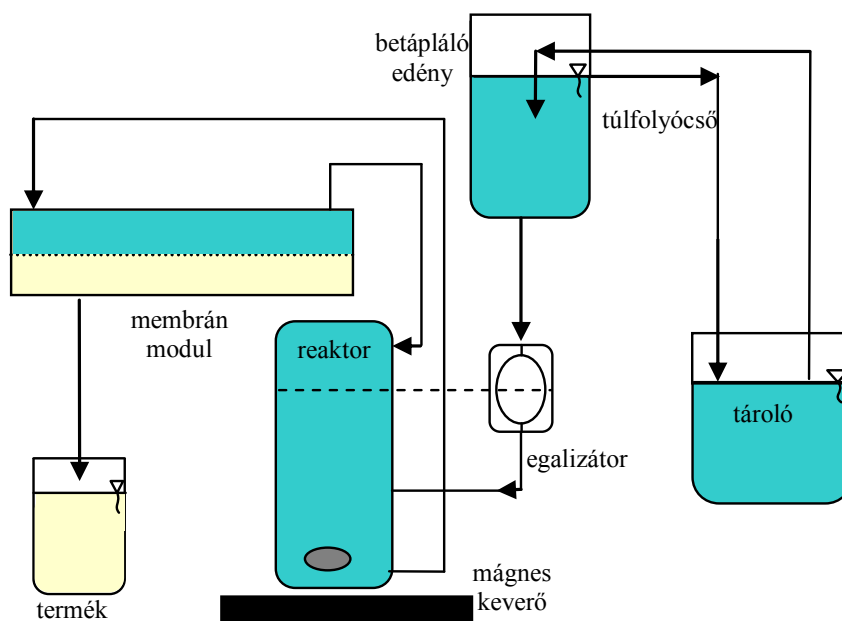 betápláló
edény
túlfolyócső
membrán
modul
reaktor
tároló
egalizátor
mágnes
keverő
termék